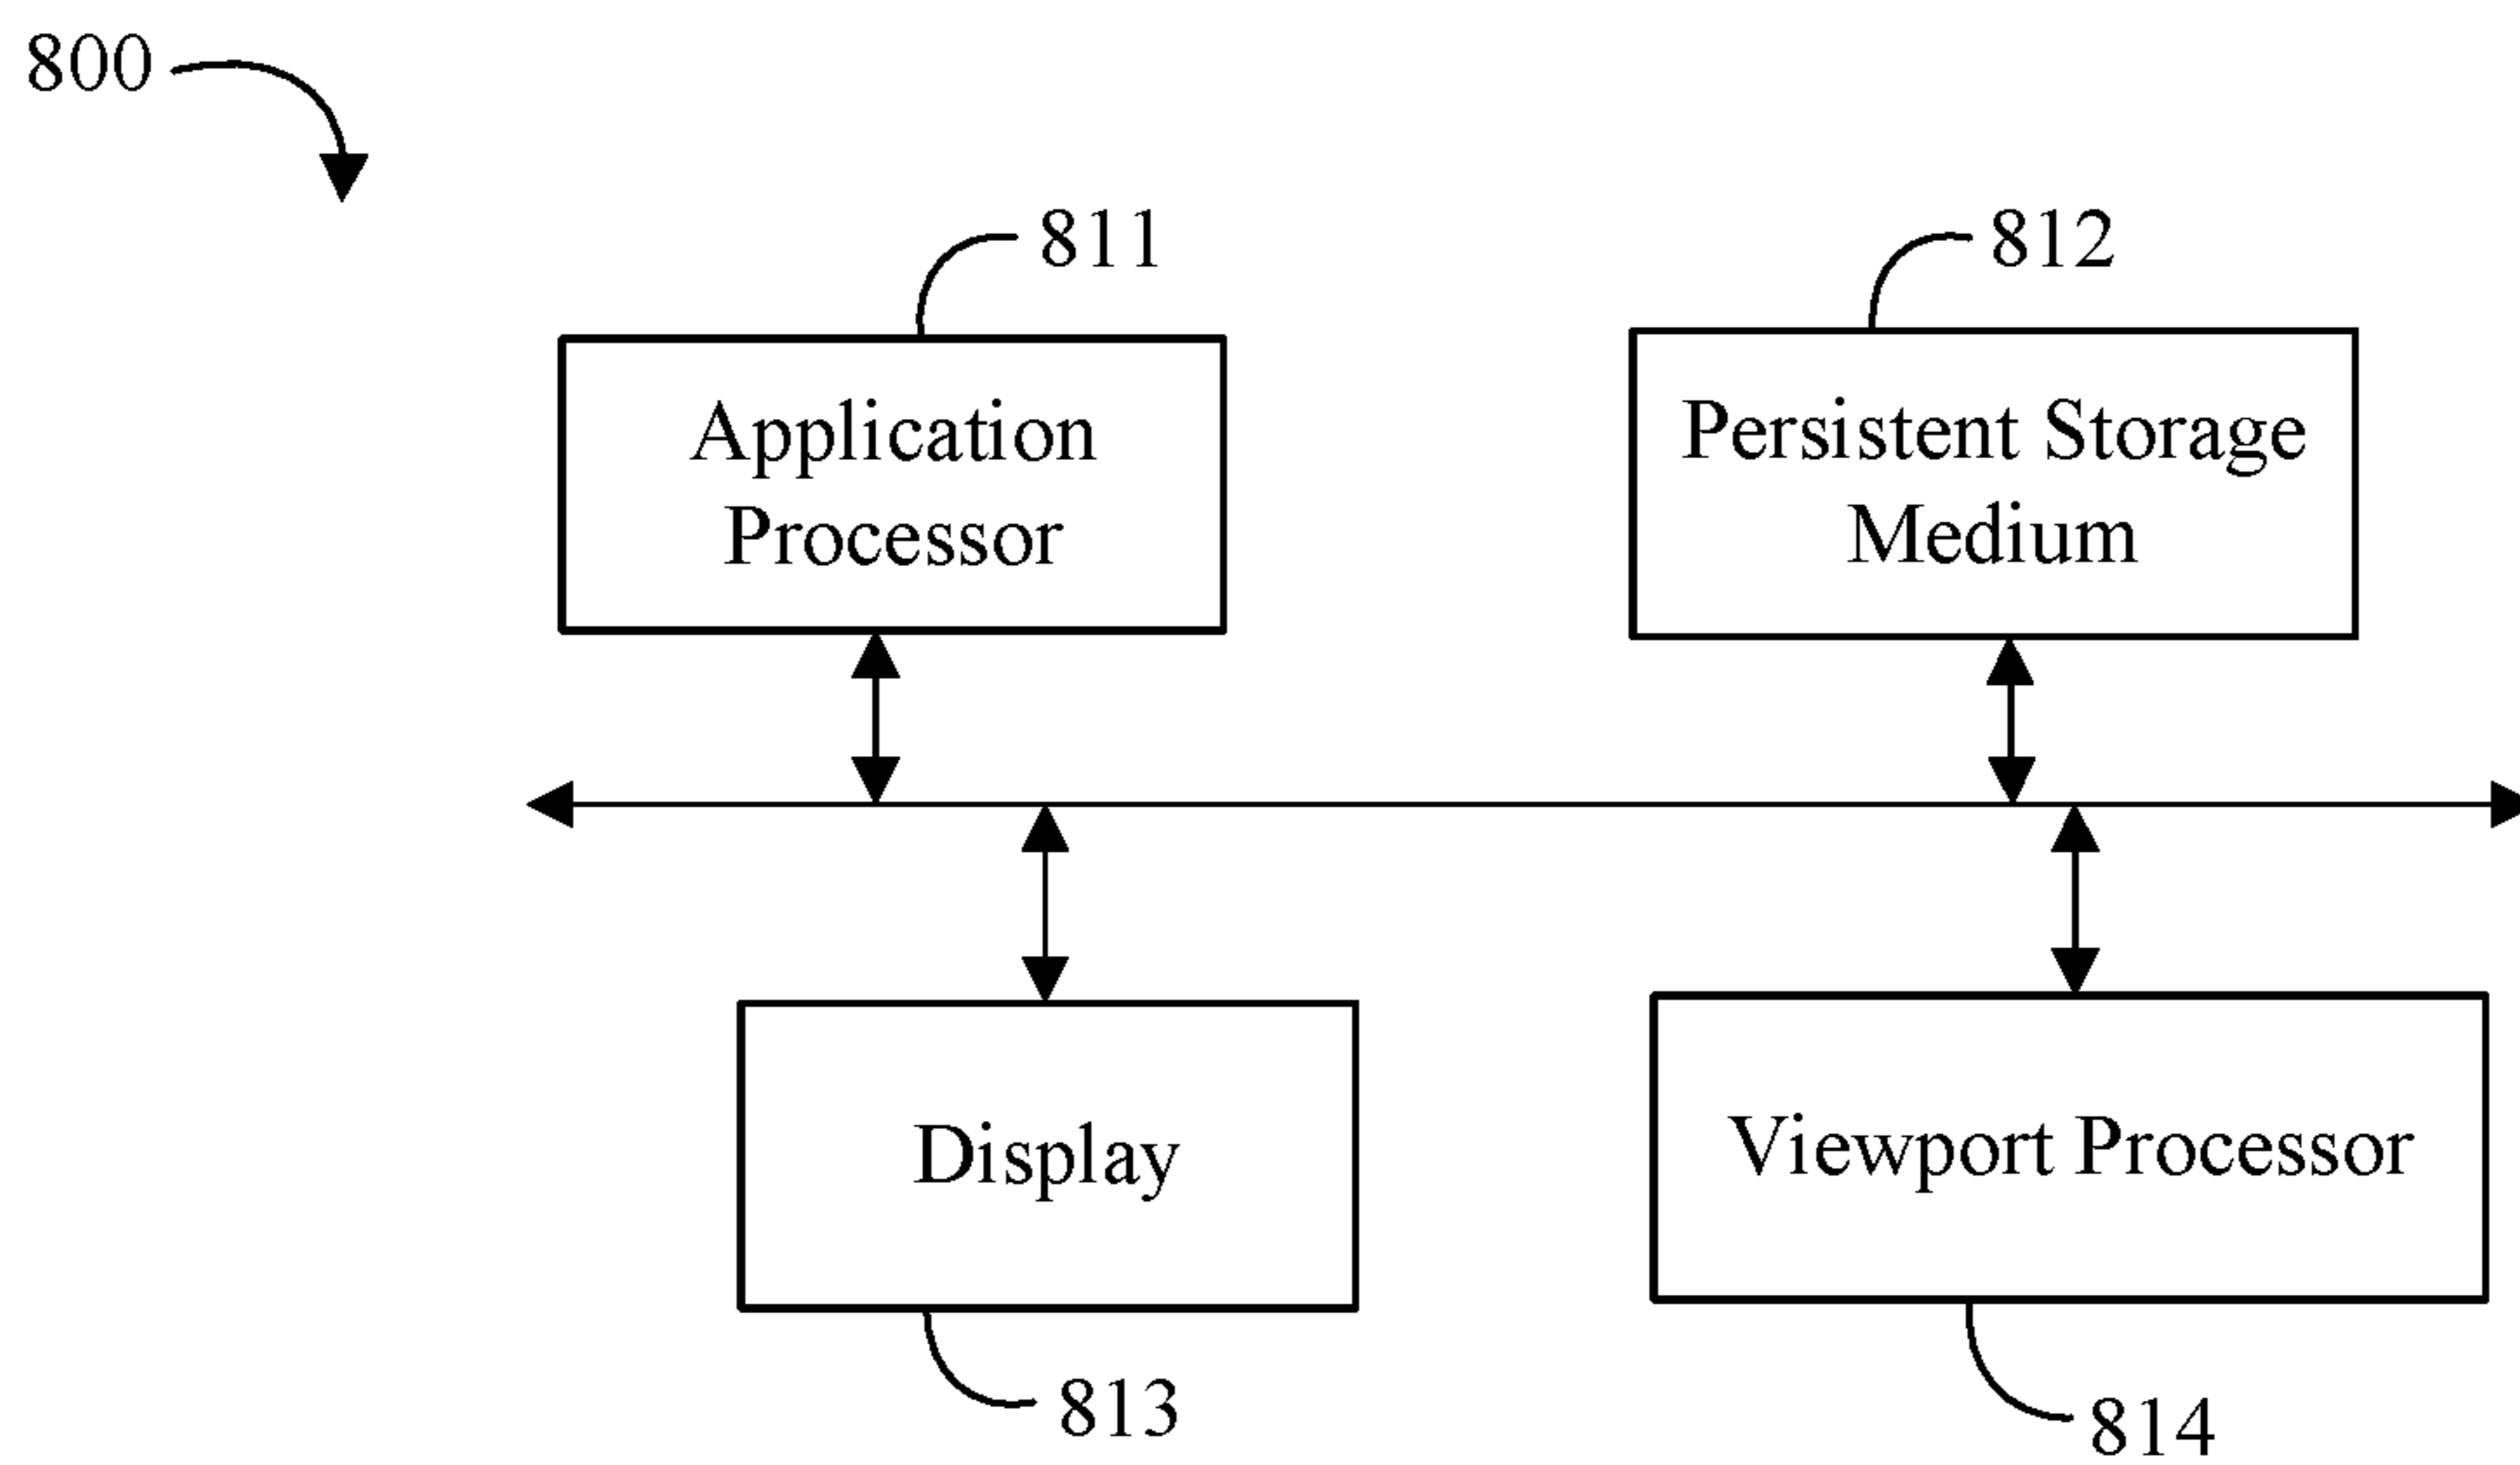 800
811
812
Application
Processor
Persistent Storage
Medium
Display
Viewport Processor
813
814